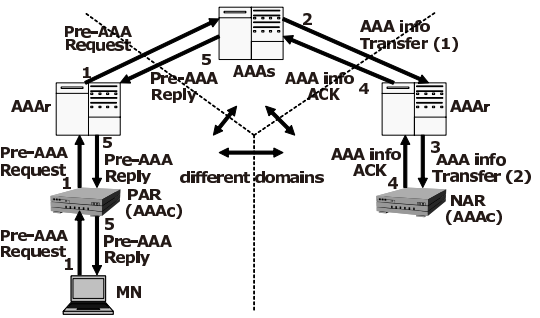 Pre-AAA
Request
1
2
AAA info
Transfer (1)
AAAs
5
Pre-AAA
Reply
AAA info
ACK
4
AAAr
1
AAAr
Pre-AAA
Request
1
5
Pre-AAA
Reply
AAA info
ACK
4
3
AAA info
Transfer (2)
different domains
PAR
(AAAc)
NAR
(AAAc)
Pre-AAA
Request
1
5
Pre-AAA
Reply
MN